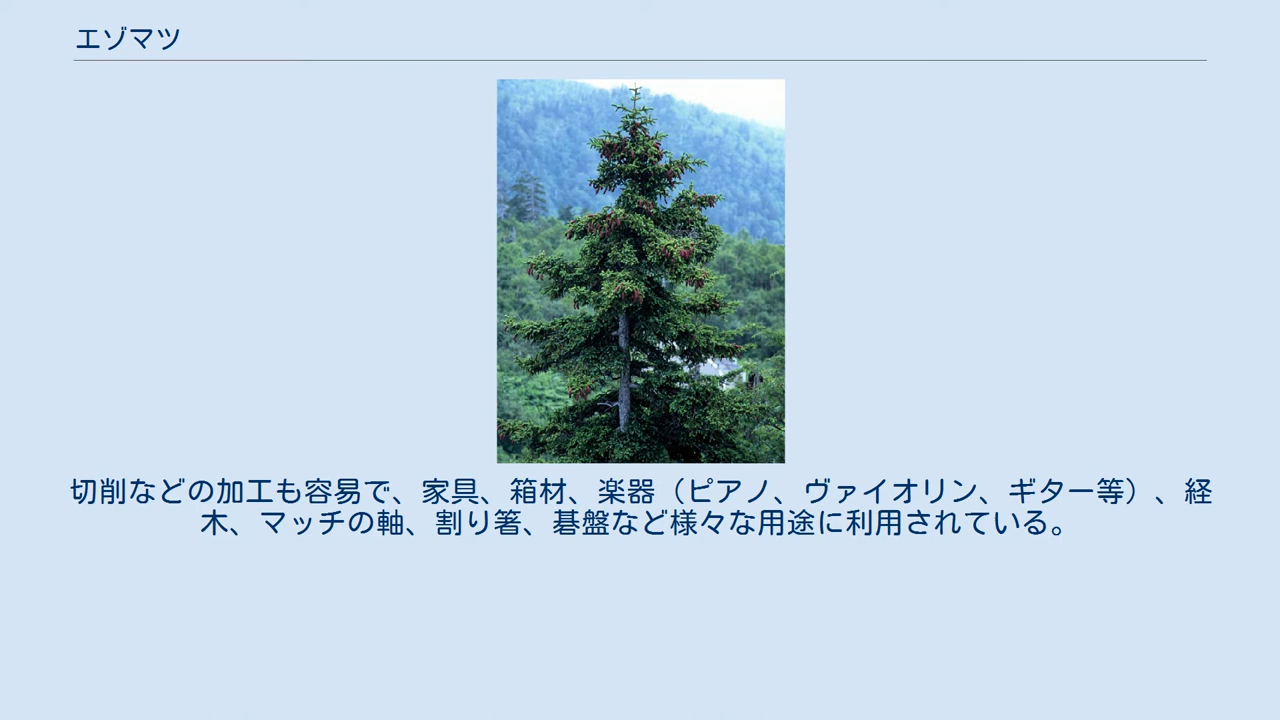 エゾマツ
切削などの加工も容易で、家具、箱材、楽器（ピアノ、ヴァイオリン、ギター等）、経
木、マッチの軸、割り箸、碁盤など様々な用途に利用されている。